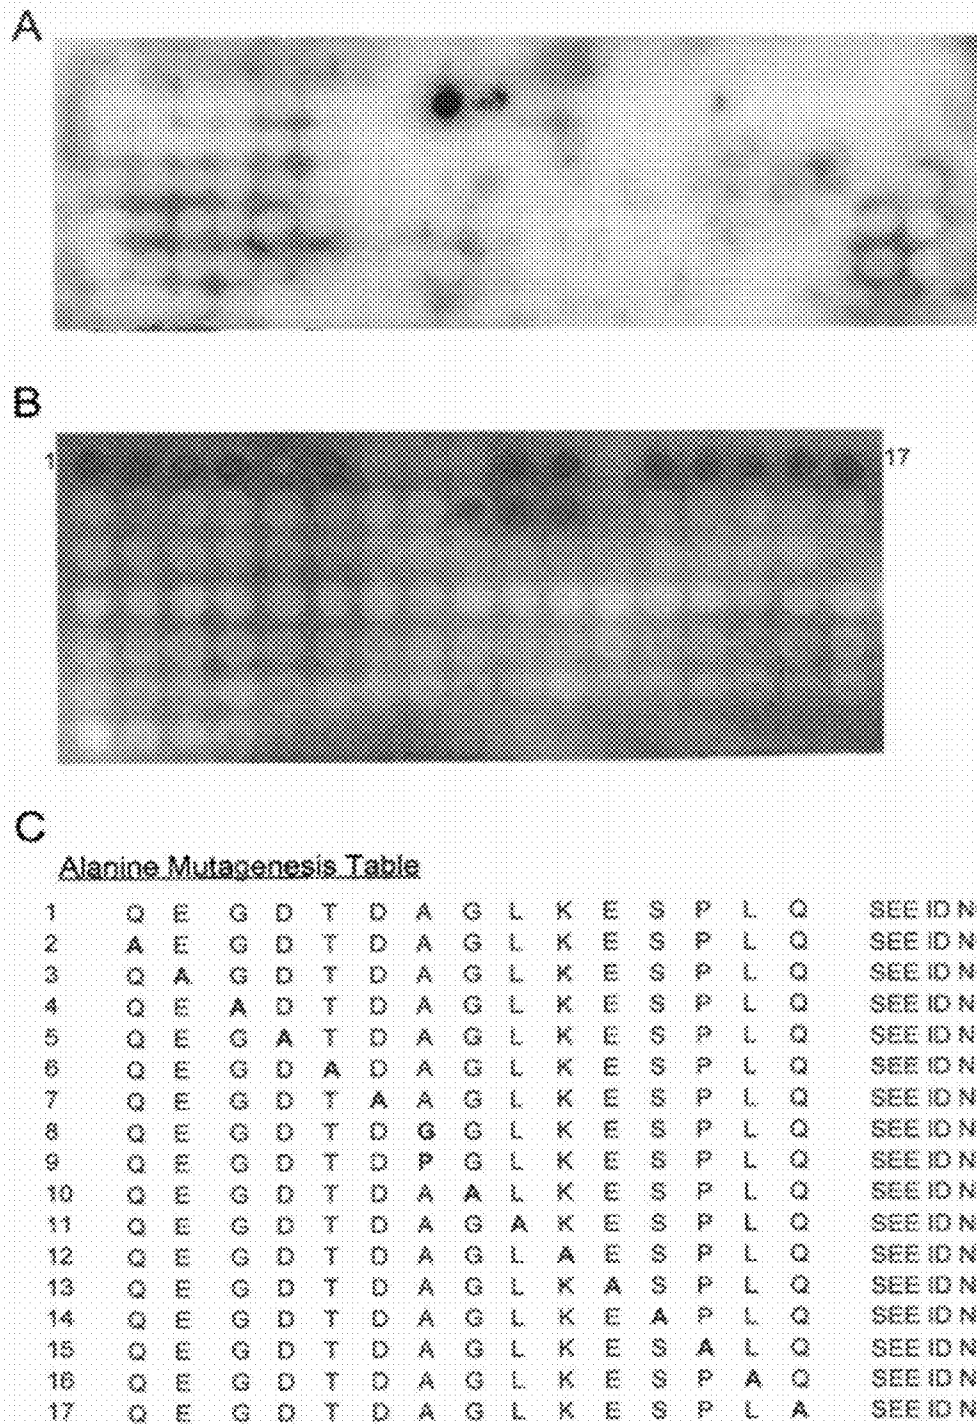 A
B
1 17
C
Alanine Mutagenesis Table
1 Q E G D T D A G L K E S P L Q SEE ID N
2 A E G D T D A G L K E S P L Q SEE ID N
3 Q A G D T D A G L K E S P L Q SEE ID N
4 Q E A D T D A G L K E S P L Q SEE ID N
5 Q E G A T D A G L K E S P L Q SEE ID N
6 Q E G D A D A G L K E S P L Q SEE ID N
7 Q E G D T A A G L K E S P L Q SEE ID N
8 Q E G D T D G G L K E S P L Q SEE ID N
9 Q E G D T D P G L K E S P L Q SEE ID N
10 Q E G D T D A A L K E S P L Q SEE ID N
11 Q E G D T D A G A K E S P L Q SEE ID N
12 Q E G D T D A G L A E S P L Q SEE ID N
13 Q E G D T D A G L K A S P L Q SEE ID N
14 Q E G D T D A G L K E A P L Q SEE ID N
15 Q E G D T D A G L K E S A L Q SEE ID N
16 Q E G D T D A G L K E S P A Q SEE ID N
17 Q E G D T D A G L K E S P L A SEE ID N